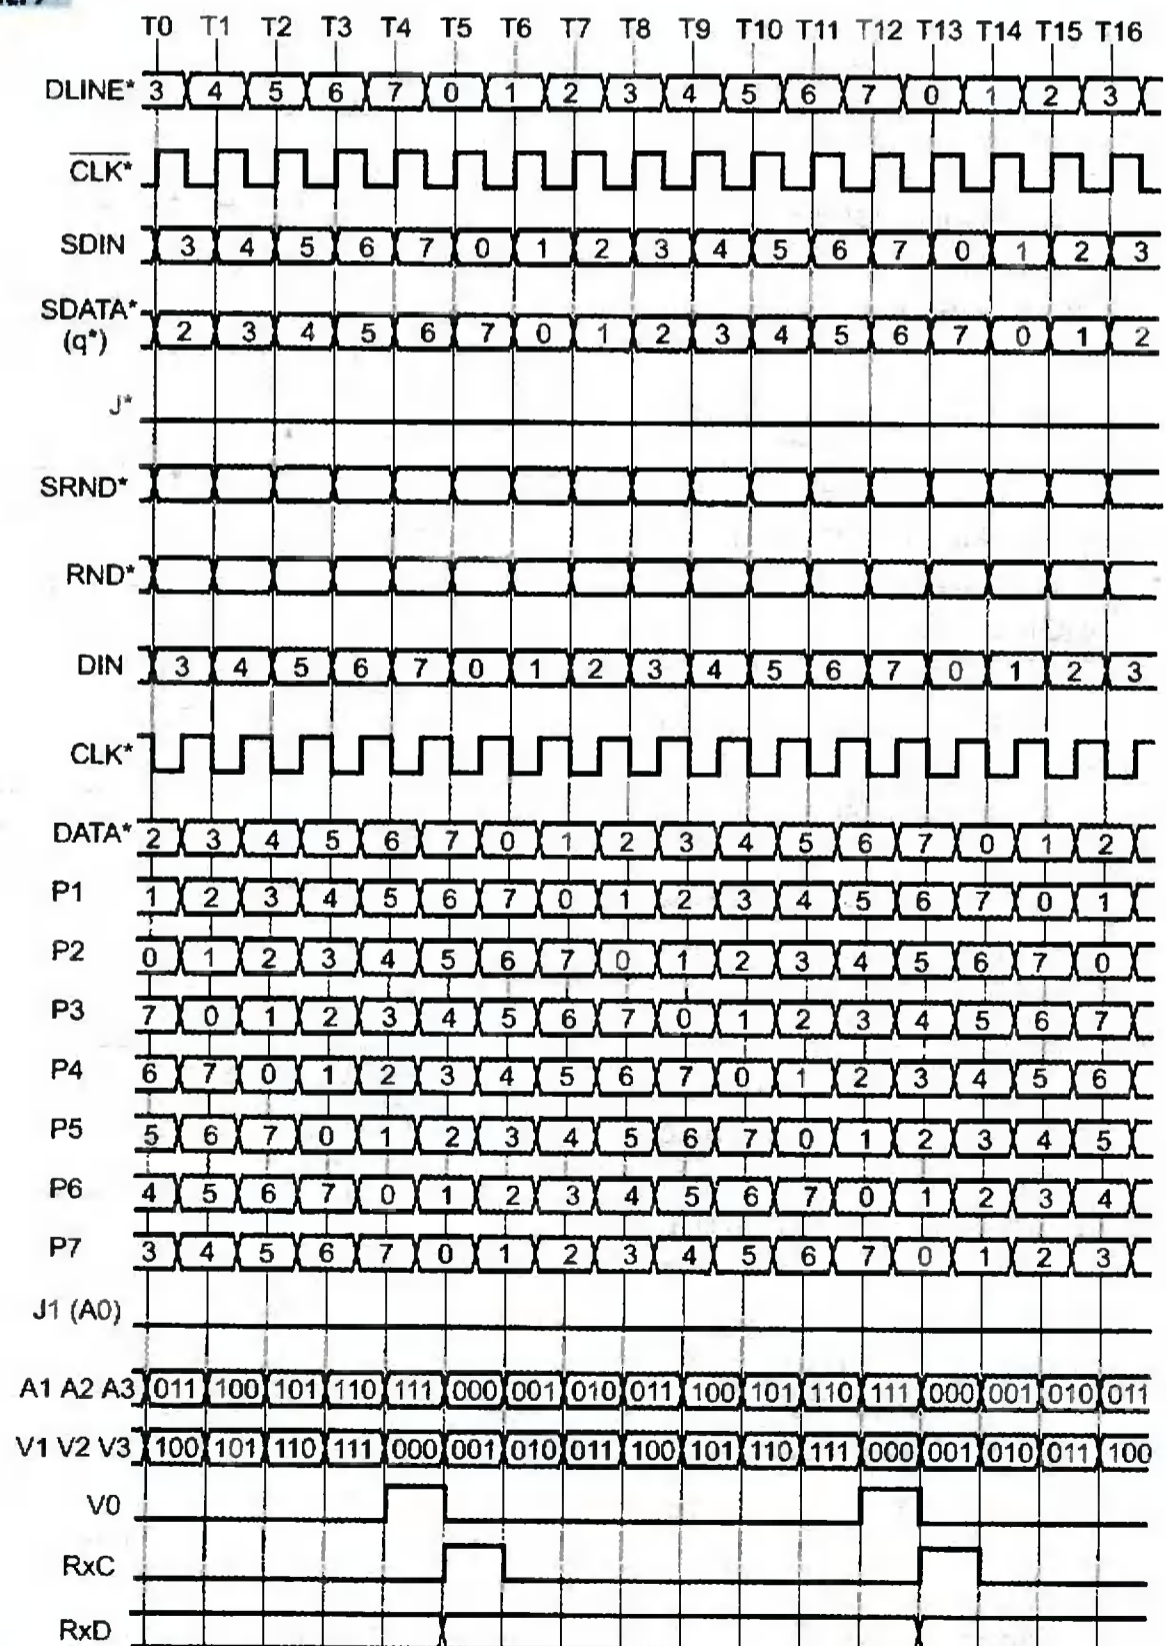 T0 T1 T2 T3 T4 T5 T6 T7 T8 T9 T10 T11 T12 T13 T14 T15 T16
DLINE* 3 4 5 6 7 0 1 2 3 4 5 6 7 0 1 2 3
CLK*
SDIN 3 4 5 6 7 0 1 2 3 4 5 6 7 0 1 2 3
SDATA*
(q*) 2 3 4 5 6 7 0 1 2 3 4 5 6 7 0 1 2
J*
SRND*
RND*
DIN 3 4 5 6 7 0 1 2 3 4 5 6 7 0 1 2 3
CLK*
DATA* 2 3 4 5 6 7 0 1 2 3 4 5 6 7 0 1 2
P1 1 2 3 4 5 6 7 0 1 2 3 4 5 6 7 0 1
P2 0 1 2 3 4 5 6 7 0 1 2 3 4 5 6 7 0
P3 7 0 1 2 3 4 5 6 7 0 1 2 3 4 5 6 7
P4 6 7 0 1 2 3 4 5 6 7 0 1 2 3 4 5 6
P5 5 6 7 0 1 2 3 4 5 6 7 0 1 2 3 4 5
P6 4 5 6 7 0 1 2 3 4 5 6 7 0 1 2 3 4
P7 3 4 5 6 7 0 1 2 3 4 5 6 7 0 1 2 3
J1 (A0)
A1 A2 A3 011 100 101 110 111 000 001 010 011 100 101 110 111 000 001 010 011
V1 V2 V3 100 101 110 111 000 001 010 011 100 101 110 111 000 001 010 011 100
V0
RxC
RxD